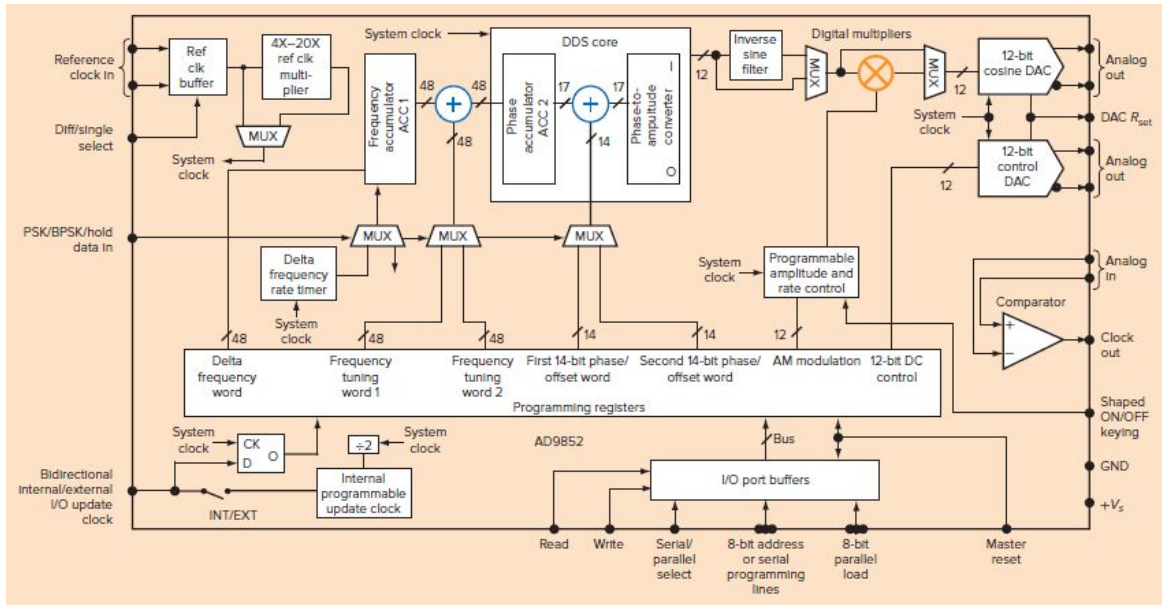 Reference
clock in
Ref
clk
buffer
4X–20X
ref clk
multi-
plier
MUX
System
clock
Diff/single
select
System clock
Frequency
accumulator
ACC 1
48
+
48
48
DDS core
Phase
accumulator
ACC 2
17
+
17
14
Phase-to-
ampuitude
converter
I
O
12
Inverse
sine
filter
MUX
Digital multipliers
MUX
12
12-bit
cosine DAC
Analog
out
System
clock
DAC Rset
12-bit
control
DAC
12
Analog
out
PSK/BPSK/hold
data in
MUX
MUX
MUX
Delta
frequency
rate timer
System
clock
System
clock
Programmable
amplitude and
rate control
Analog
in
Comparator
+
−
Clock
out
48
48
48
14
14
12
Delta
frequency
word
Frequency
tuning
word 1
Frequency
tuning
word 2
First 14-bit phase/
offset word
Second 14-bit phase/
offset word
AM modulation
12-bit DC
control
Programming registers
Shaped
ON/OFF
keying
System
clock
CK
D
O
÷2
System
clock
AD9852
Bus
Bidirectional
Internal/external
I/O update
clock
INT/EXT
Internal
programmable
update clock
I/O port buffers
GND
+Vs
Read
Write
Serial/
parallel
select
8-bit address
or serial
programming
lines
8-bit
parallel
load
Master
reset